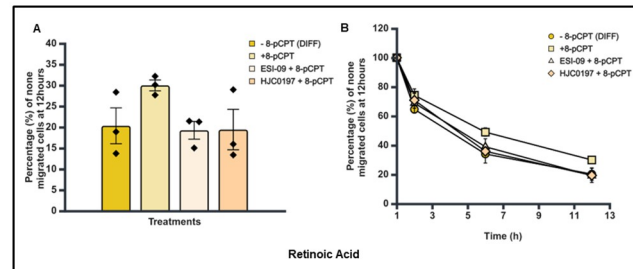 A
Percentage (%) of none
migrated cells at 12hours
40
35
30
25
20
15
10
5
0
Treatments
- 8-pCPT (DIFF)
+8-pCPT
ESI-09 + 8-pCPT
HJC0197 + 8-pCPT
B
Percentage (%) of none
migrated cells at 12hours
120
100
80
60
40
20
0
1
3
5
7
9
11
13
Time (h)
- 8-pCPT (DIFF)
+8-pCPT
ESI-09 + 8-pCPT
HJC0197 + 8-pCPT
Retinoic Acid